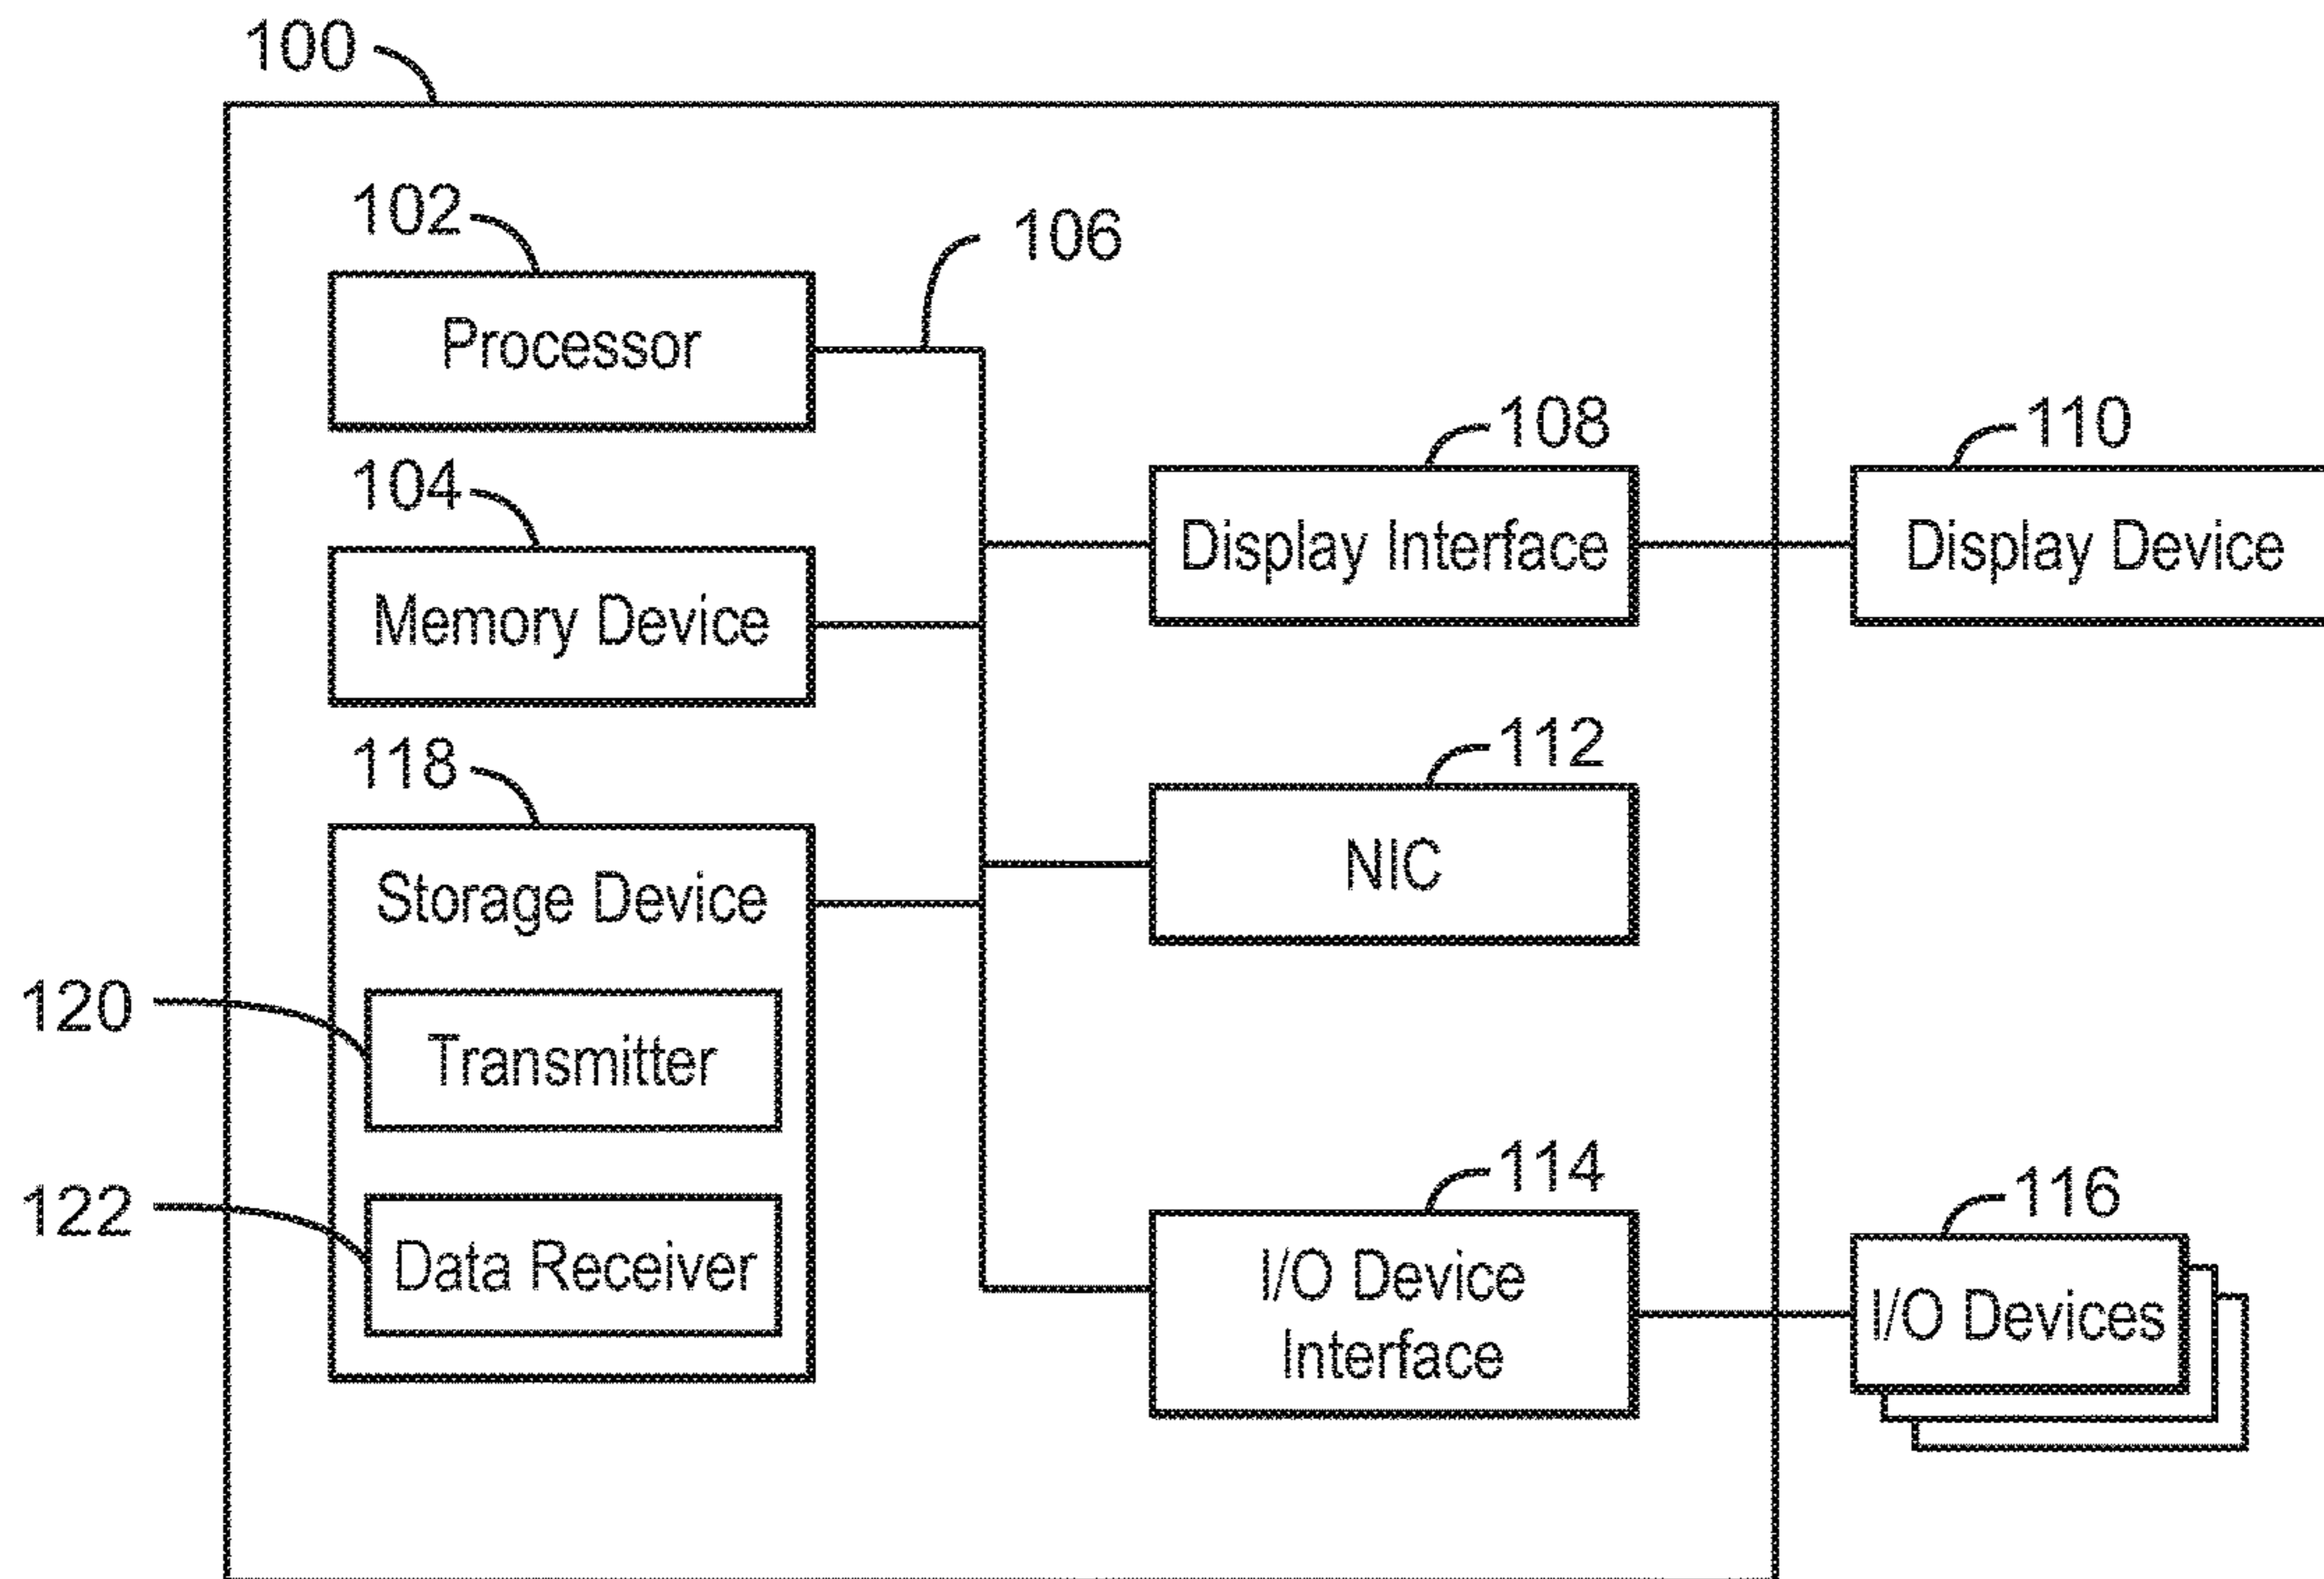 100
102
106
Processor
108
110
104
Display Interface
Display Device
Memory Device
112
118
NIC
Storage Device
120
Transmitter
114
116
122
Data Receiver
I/O Device
Interface
I/O Devices